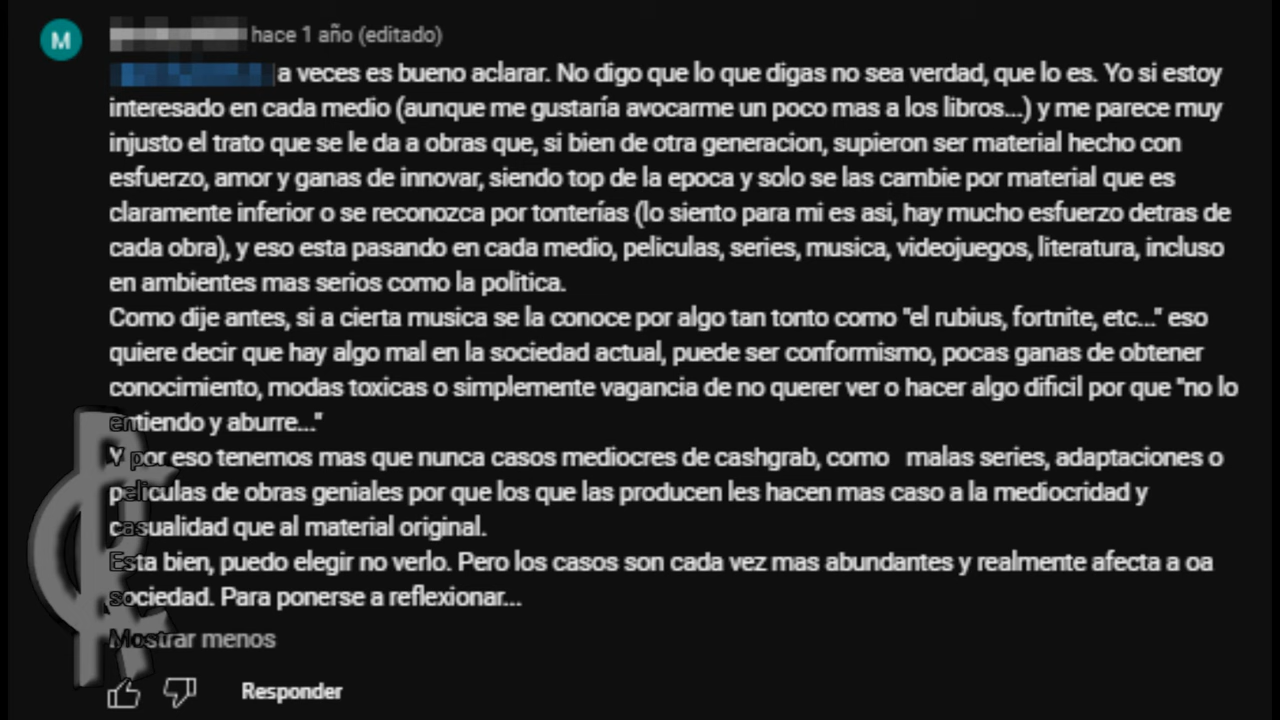 M
hace 1 año (editado)
a veces es bueno aclarar. No digo que lo que digas no sea verdad, que lo es. Yo si estoy
interesado en cada medio (aunque me gustaría avocarme un poco mas a los libros...) y me parece muy
injusto el trato que se le da a obras que, si bien de otra generacion, supieron ser material hecho con
esfuerzo, amor y ganas de innovar, siendo top de la epoca y solo se las cambie por material que es
claramente inferior o se reconozca por tonterías (lo siento para mi es asi, hay mucho esfuerzo detras de
cada obra), y eso esta pasando en cada medio, peliculas, series, musica, videojuegos, literatura, incluso
en ambientes mas serios como la politica.
Como dije antes, si a cierta musica se la conoce por algo tan tonto como "el rubius, fortnite, etc..." eso
quiere decir que hay algo mal en la sociedad actual, puede ser conformismo, pocas ganas de obtener
conocimiento, modas toxicas o simplemente vagancia de no querer ver o hacer algo dificil por que "no lo
entiendo y aburre..."
Y por eso tenemos mas que nunca casos mediocres de cashgrab, como malas series, adaptaciones o
peliculas de obras geniales por que los que las producen les hacen mas caso a la mediocridad y
casualidad que al material original.
Esta bien, puedo elegir no verlo. Pero los casos son cada vez mas abundantes y realmente afecta a oa
sociedad. Para ponerse a reflexionar...
Mostrar menos
Responder